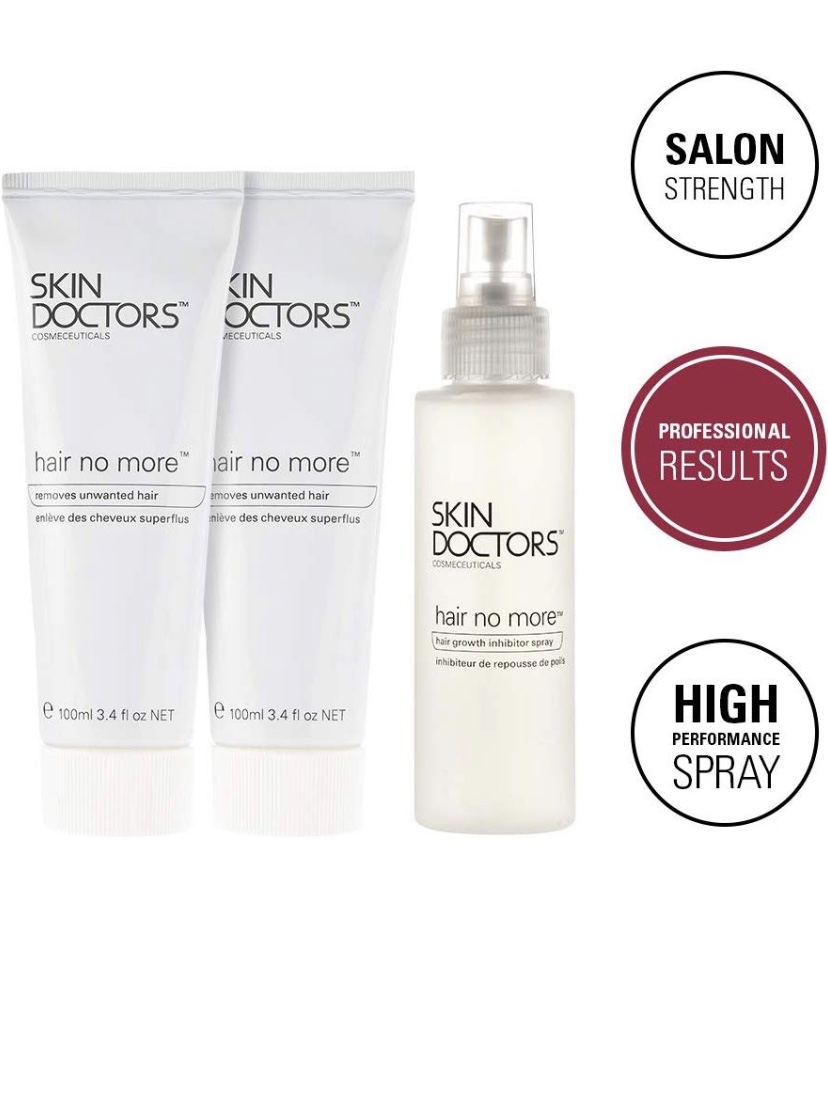 SKIN
DOCTORS™
COSMECEUTICALS
hair no more™
removes unwanted hair
enlève des cheveux superflus
℮ 100ml 3.4 fl oz NET
KIN
OCTORS™
MECEUTICALS
hair no more™
emoves unwanted hair
enlève des cheveux superflus
℮ 100ml 3.4 fl oz NET
SKIN
DOCTORS™
COSMECEUTICALS
hair no more™
hair growth inhibitor spray
inhibiteur de repousse de poils
SALON
STRENGTH
PROFESSIONAL
RESULTS
HIGH
PERFORMANCE
SPRAY